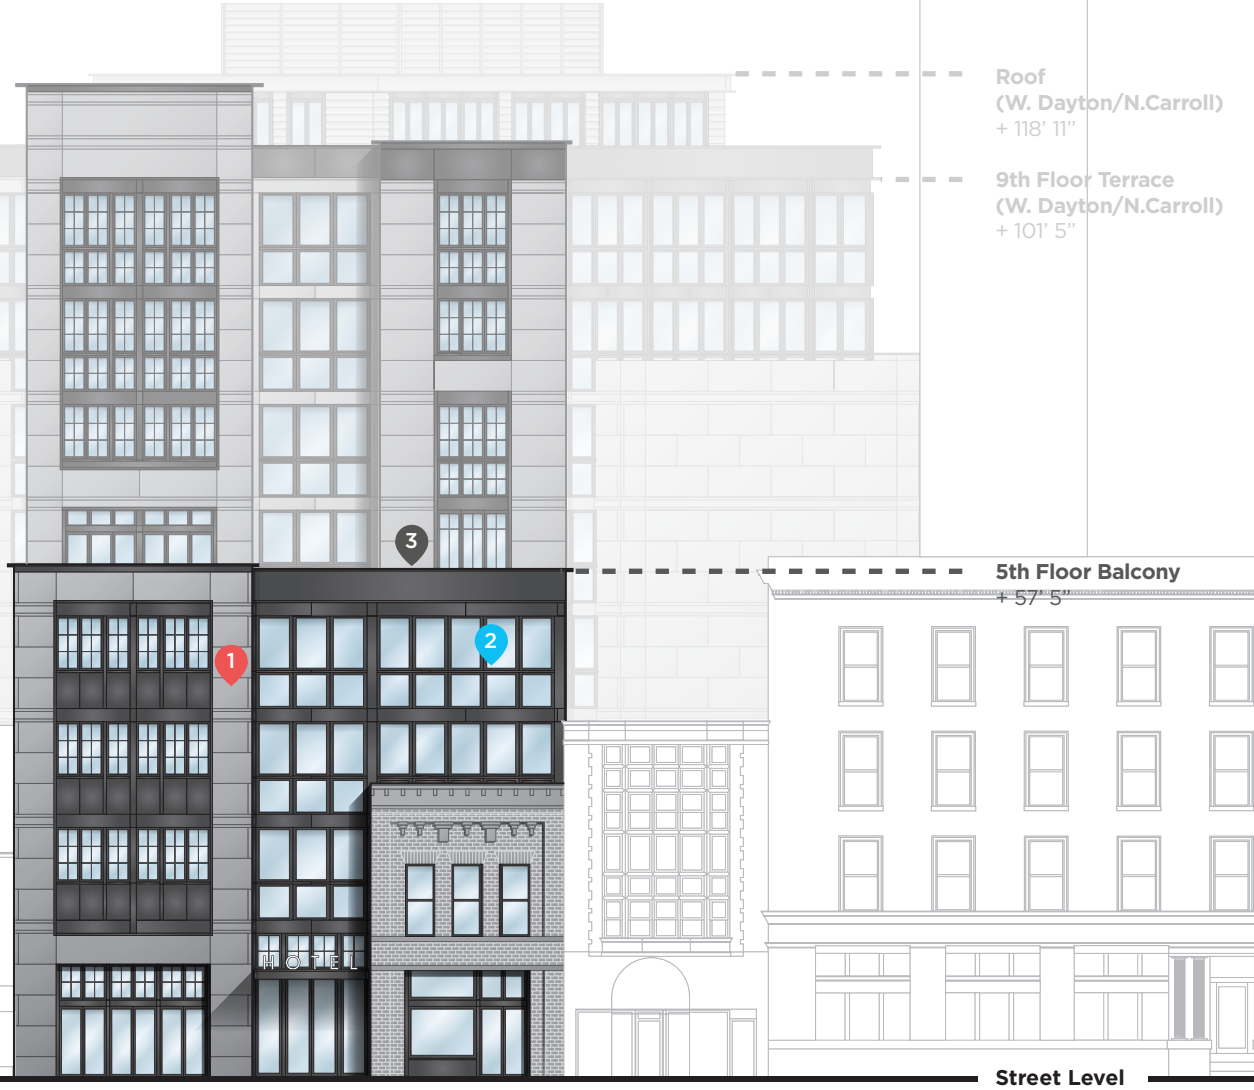 Roof
(W. Dayton/N.Carroll)
+ 118’ 11”
9th Floor Terrace
(W. Dayton/N.Carroll)
+ 101’ 5”
3
5th Floor Balcony
+ 57’ 5”
2
1
HOTEL
Street Level